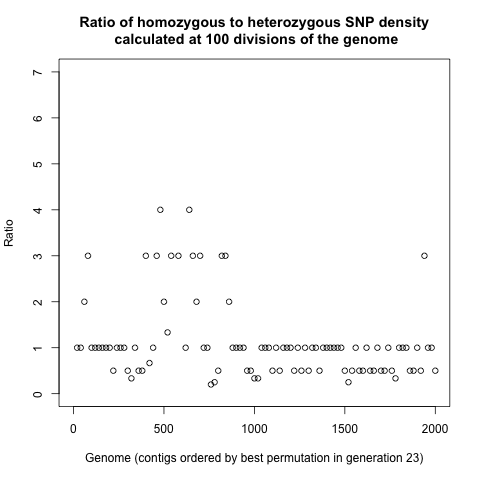 Ratio of homozygous to heterozygous SNP density
calculated at 100 divisions of the genome
7
6
5
4
3
2
1
0
Ratio
0 500 1000 1500 2000
Genome (contigs ordered by best permutation in generation 23)